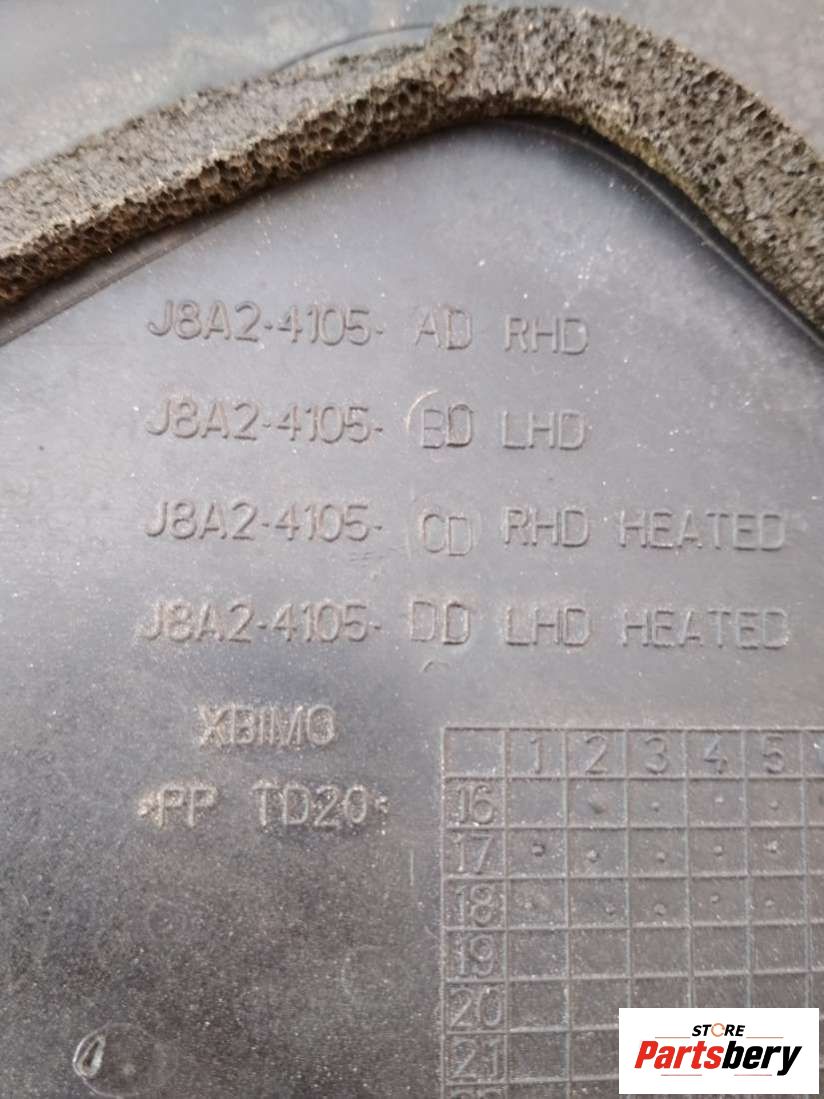 J8A2-4105- AD RHD
J8A2-4105- BD LHD
J8A2-4105- CD RHD HEATED
J8A2-4105- DD LHD HEATED
XBIMO
PP TD20
1 2 3 4 5
16
17
18
19
20
21
STORE
Partsbery